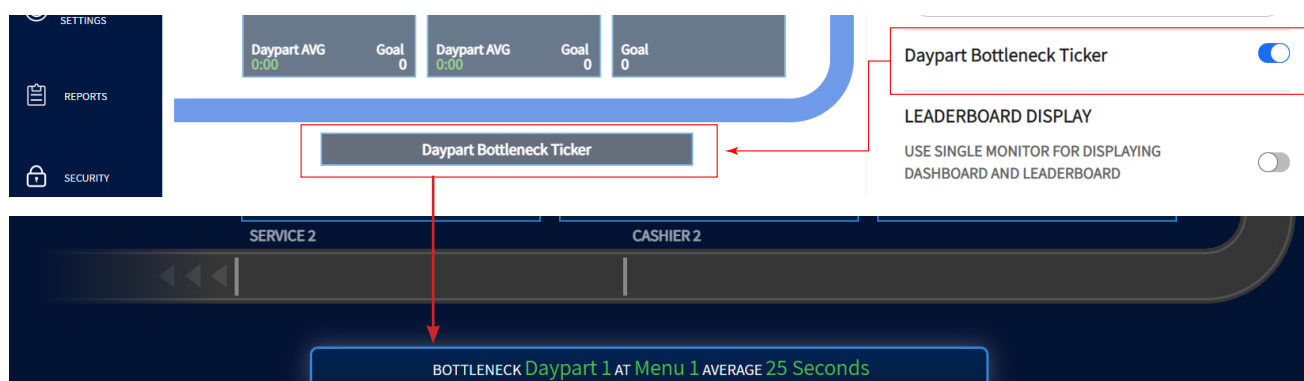 SETTINGS
REPORTS
SECURITY
Daypart AVG Goal
0:00 0
Daypart AVG Goal
0:00 0
Goal
0
Daypart Bottleneck Ticker
Daypart Bottleneck Ticker
LEADERBOARD DISPLAY
USE SINGLE MONITOR FOR DISPLAYING
DASHBOARD AND LEADERBOARD
SERVICE 2
CASHIER 2
BOTTLENECK Daypart 1 AT Menu 1 AVERAGE 25 Seconds